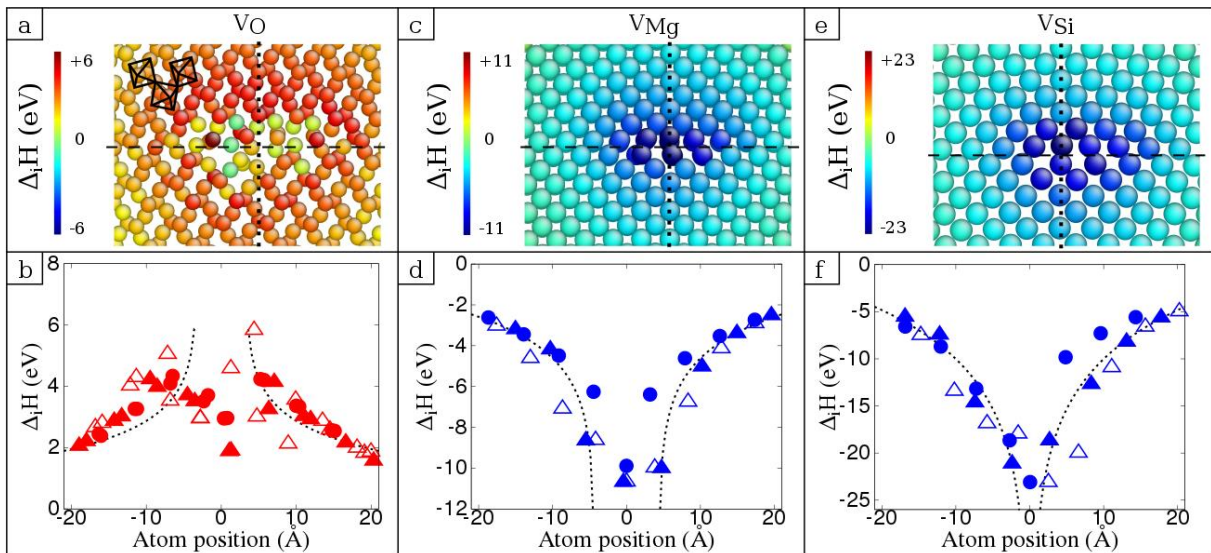 a
V_O
c
V_Mg
e
V_Si
+6
0
-6
Δ_iH (eV)
+11
0
-11
Δ_iH (eV)
+23
0
-23
Δ_iH (eV)
b
8
6
4
2
0
Δ_iH (eV)
-20
-10
0
10
20
Atom position (Å)
d
0
-2
-4
-6
-8
-10
-12
Δ_iH (eV)
-20
-10
0
10
20
Atom position (Å)
f
0
-5
-10
-15
-20
-25
Δ_iH (eV)
-20
-10
0
10
20
Atom position (Å)